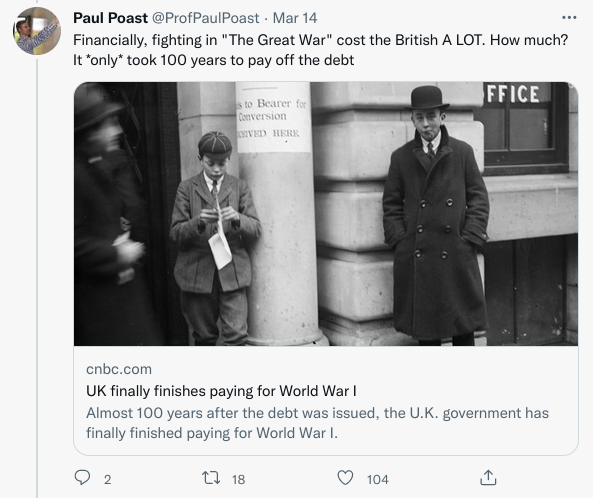 Paul Poast @ProfPaulPoast · Mar 14
Financially, fighting in "The Great War" cost the British A LOT. How much?
It *only* took 100 years to pay off the debt
s to Bearer for
Conversion
CEIVED HERE
FFICE
cnbc.com
UK finally finishes paying for World War I
Almost 100 years after the debt was issued, the U.K. government has
finally finished paying for World War I.
2 18 104